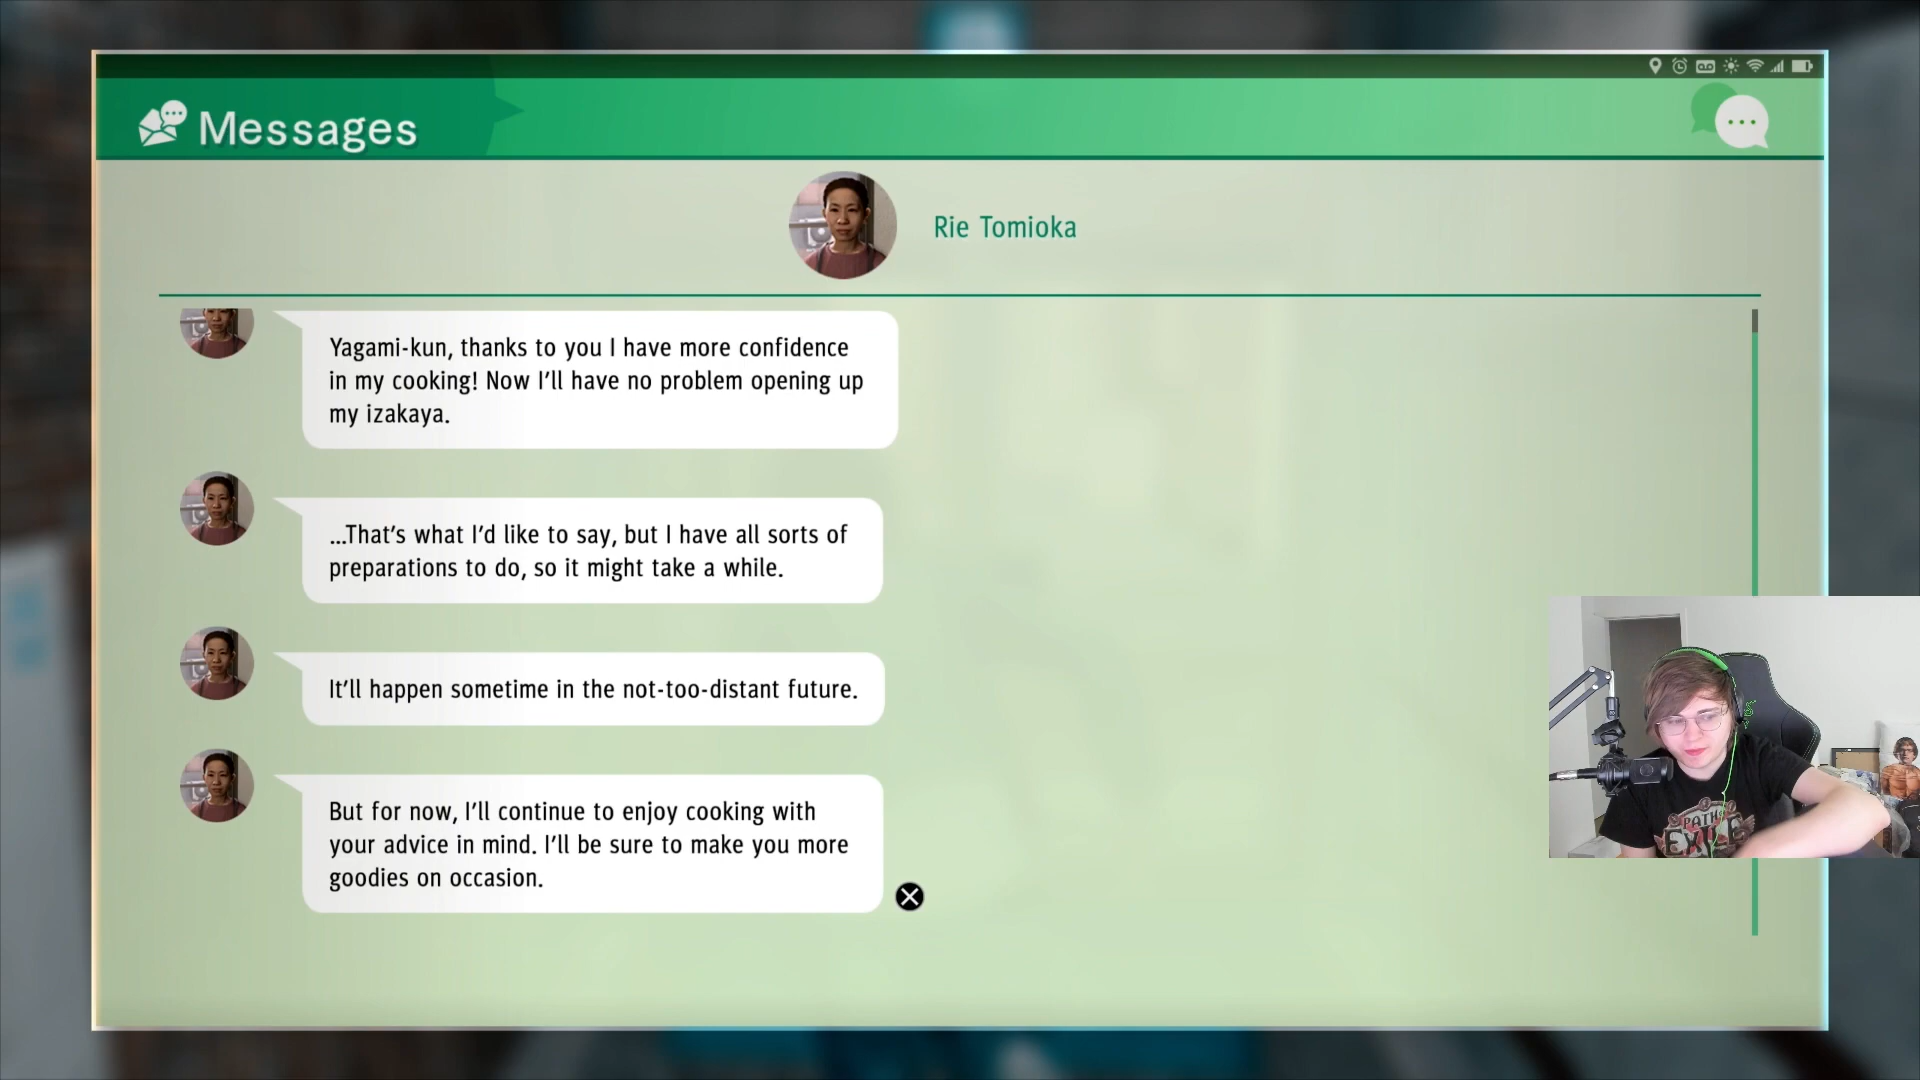 Messages
Rie Tomioka
Yagami-kun, thanks to you I have more confidence
in my cooking! Now I'll have no problem opening up
my izakaya.
...That's what I'd like to say, but I have all sorts of
preparations to do, so it might take a while.
It'll happen sometime in the not-too-distant future.
But for now, I'll continue to enjoy cooking with
your advice in mind. I'll be sure to make you more
goodies on occasion.
PATH
EXILE